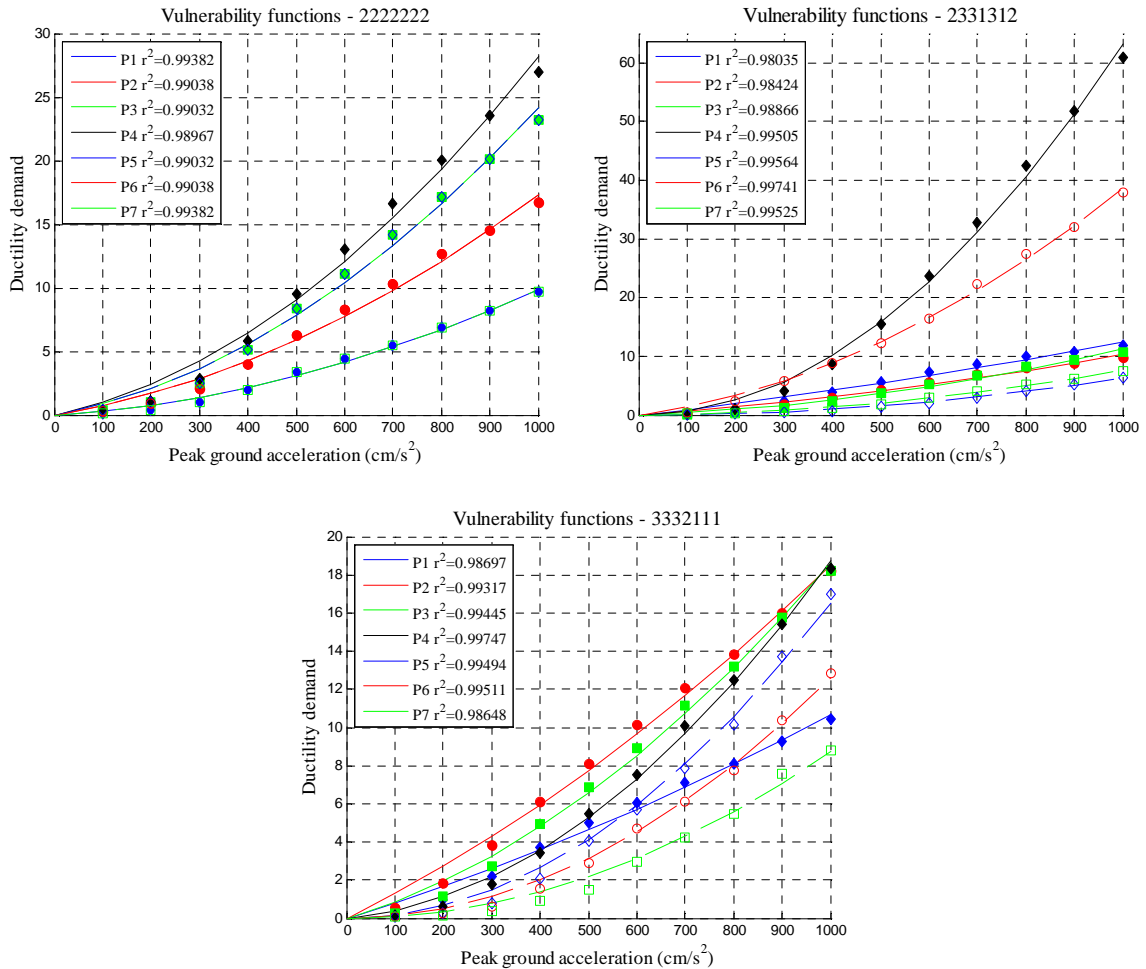 Vulnerability functions - 2222222
30
25
20
15
10
5
0
Ductility demand
P1 r²=0.99382
P2 r²=0.99038
P3 r²=0.99032
P4 r²=0.98967
P5 r²=0.99032
P6 r²=0.99038
P7 r²=0.99382
0 100 200 300 400 500 600 700 800 900 1000
Peak ground acceleration (cm/s²)
Vulnerability functions - 2331312
60
50
40
30
20
10
0
Ductility demand
P1 r²=0.98035
P2 r²=0.98424
P3 r²=0.98866
P4 r²=0.99505
P5 r²=0.99564
P6 r²=0.99741
P7 r²=0.99525
0 100 200 300 400 500 600 700 800 900 1000
Peak ground acceleration (cm/s²)
Vulnerability functions - 3332111
20
18
16
14
12
10
8
6
4
2
0
Ductility demand
P1 r²=0.98697
P2 r²=0.99317
P3 r²=0.99445
P4 r²=0.99747
P5 r²=0.99494
P6 r²=0.99511
P7 r²=0.98648
0 100 200 300 400 500 600 700 800 900 1000
Peak ground acceleration (cm/s²)